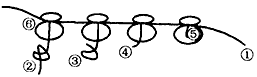 ⑥ ② ③ ④ ⑤ ①